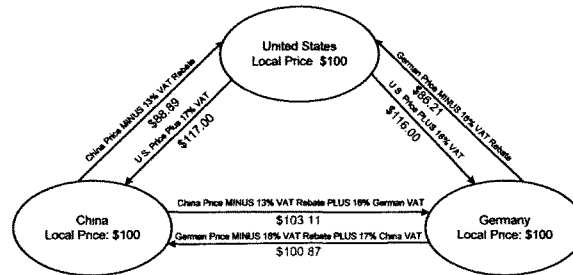 United States
Local Price $100
China Price MINUS 13% VAT Rebate
$88.89
U.S. Price Plus 17% VAT
$117.00
German Price MINUS 16% VAT Rebate
$86.21
U.S. Price PLUS 16% VAT
$116.00
China
Local Price: $100
China Price MINUS 13% VAT Rebate PLUS 16% German VAT
$103 11
German Price MINUS 16% VAT Rebate PLUS 17% China VAT
$100 87
Germany
Local Price: $100